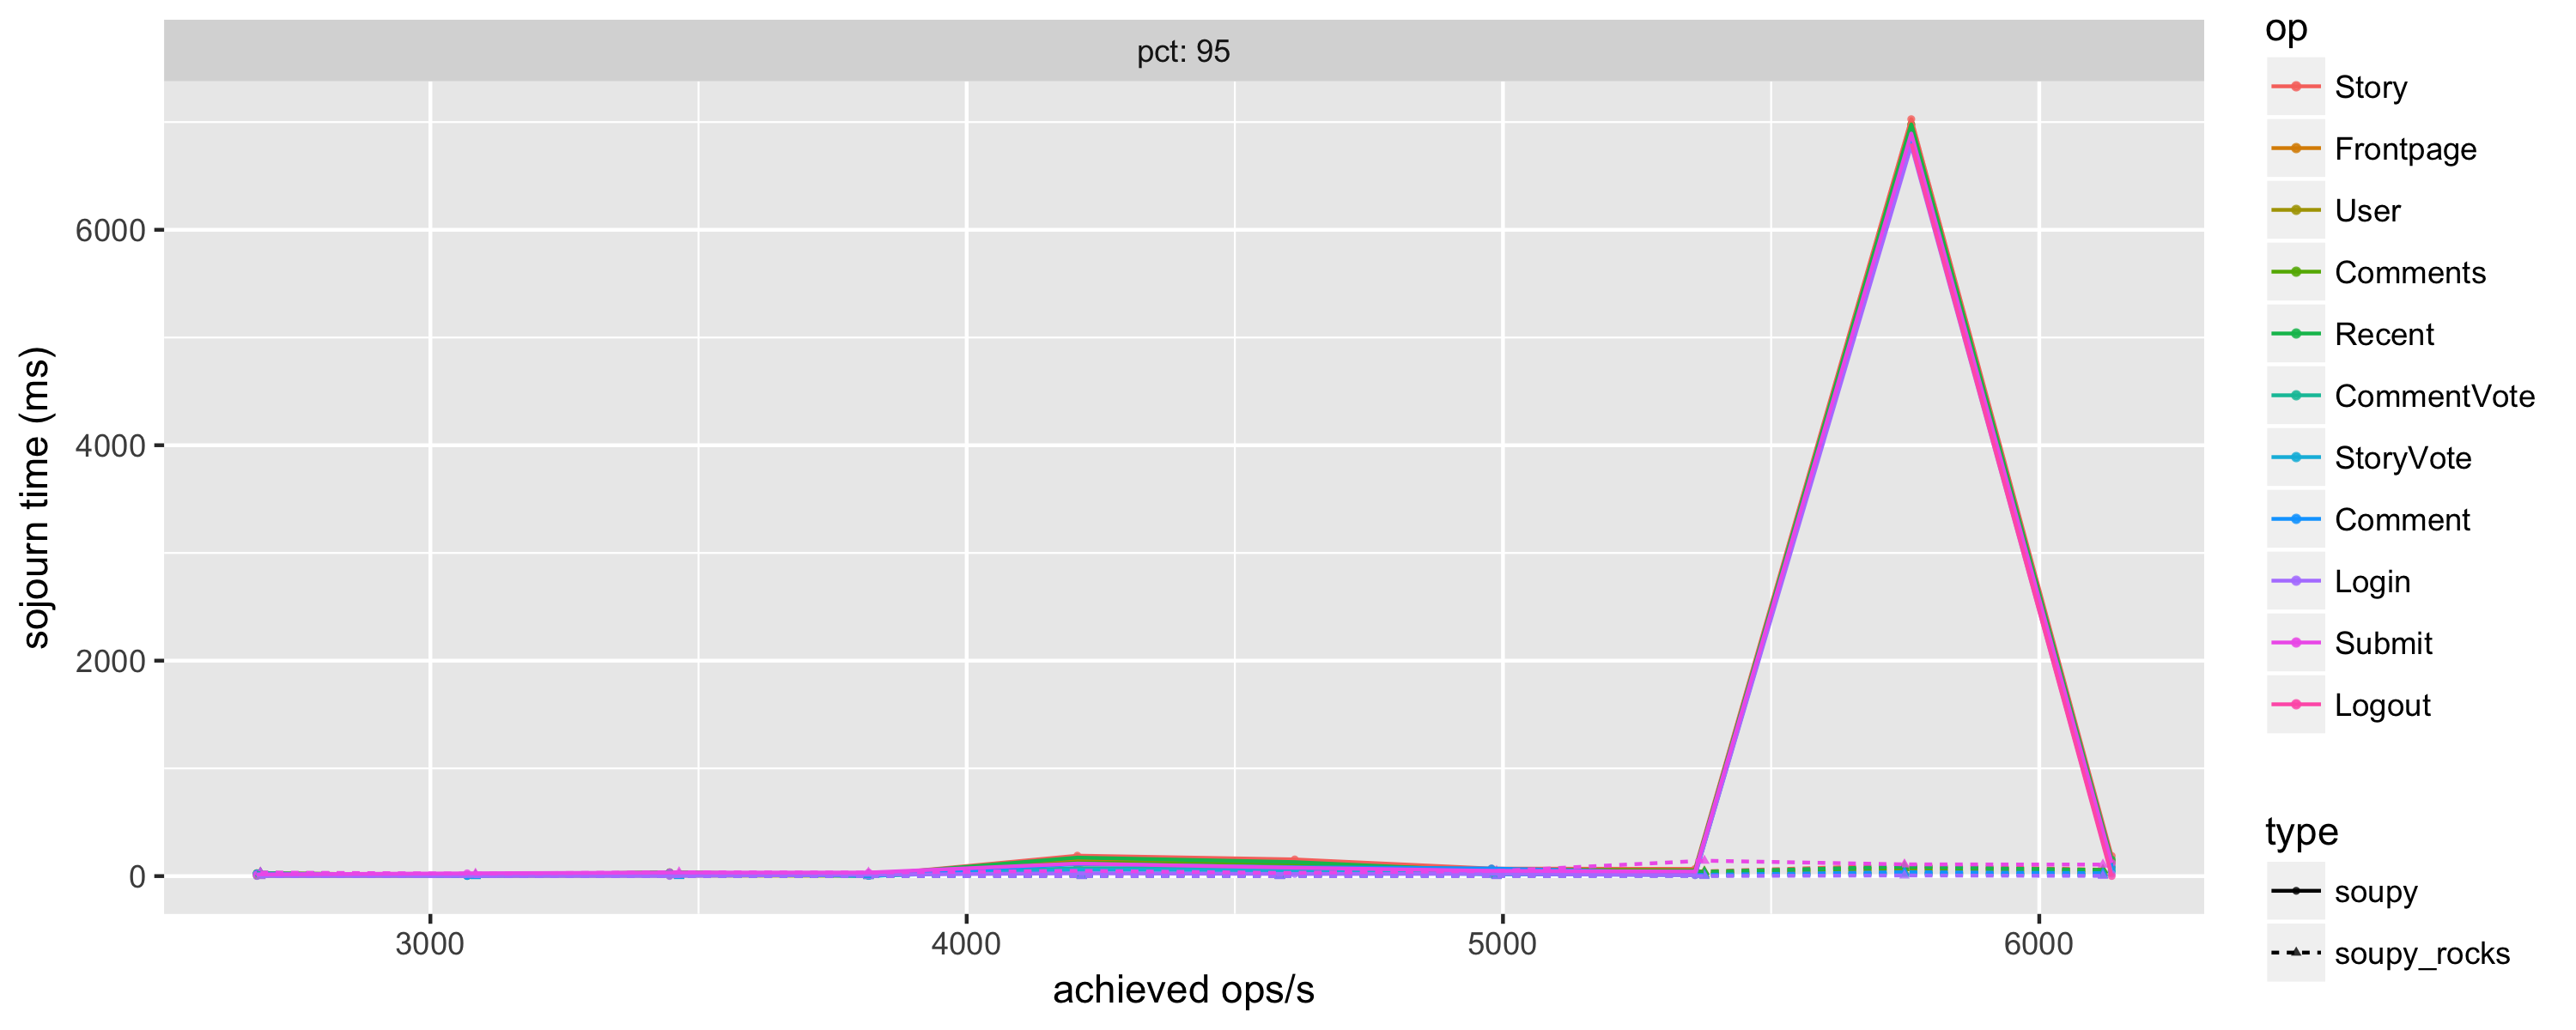 pct: 95
sojourn time (ms)
6000
4000
2000
0
3000 4000 5000 6000
achieved ops/s
op
Story
Frontpage
User
Comments
Recent
CommentVote
StoryVote
Comment
Login
Submit
Logout
type
soupy
soupy_rocks